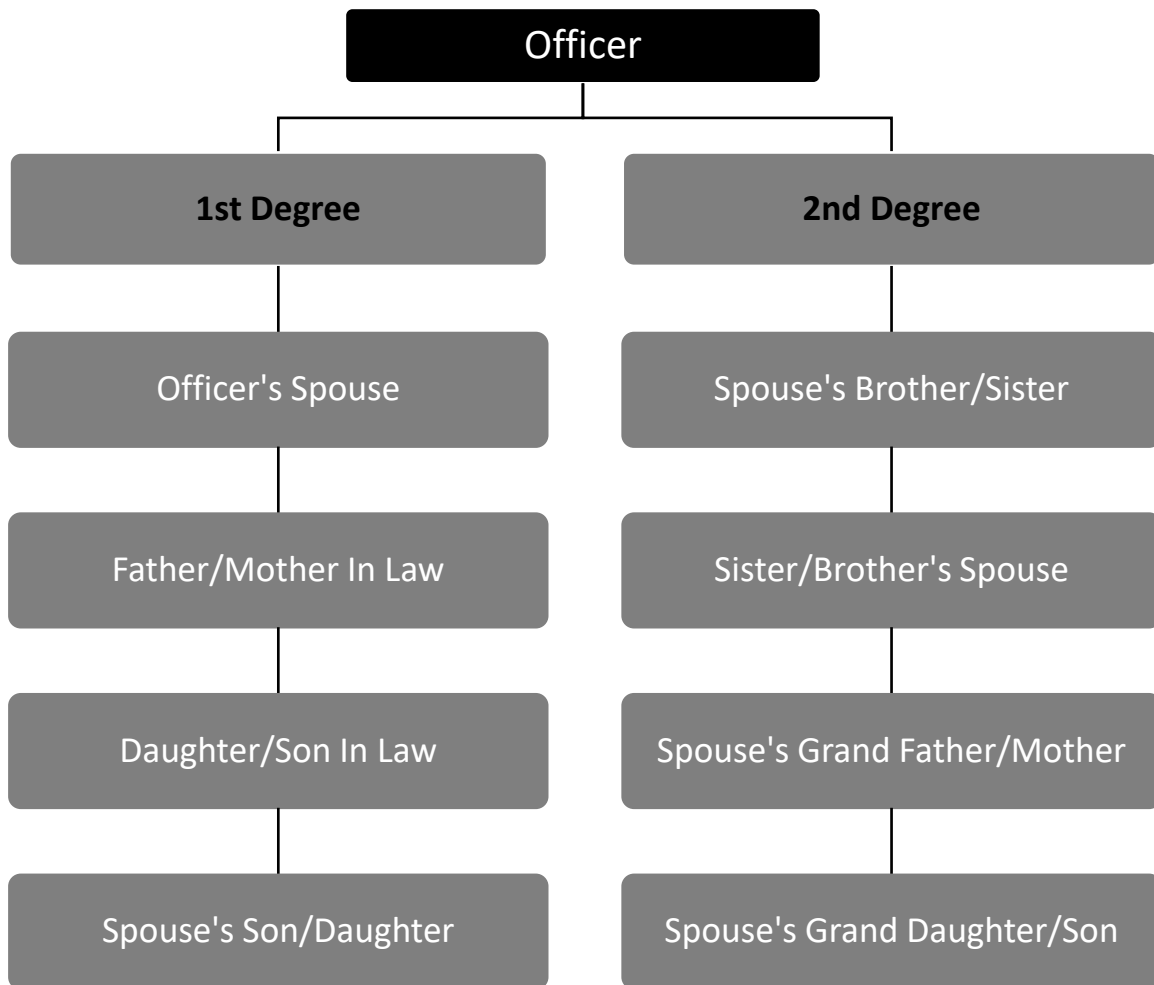 Officer
1st Degree
Officer's Spouse
Father/Mother In Law
Daughter/Son In Law
Spouse's Son/Daughter
2nd Degree
Spouse's Brother/Sister
Sister/Brother's Spouse
Spouse's Grand Father/Mother
Spouse's Grand Daughter/Son